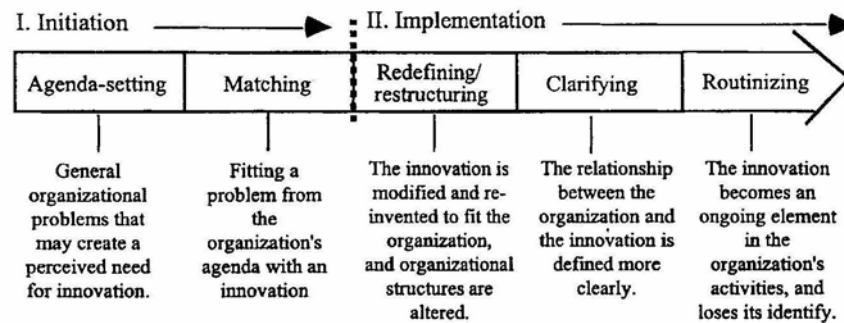 I. Initiation
II. Implementation
Agenda-setting
Matching
Redefining/
restructuring
Clarifying
Routinizing
General
organizational
problems that
may create a
perceived need
for innovation.
Fitting a
problem from
the
organization's
agenda with an
innovation
The innovation is
modified and re-
invented to fit the
organization,
and organizational
structures are
altered.
The relationship
between the
organization and
the innovation is
defined more
clearly.
The innovation
becomes an
ongoing element
in the
organization's
activities, and
loses its identify.